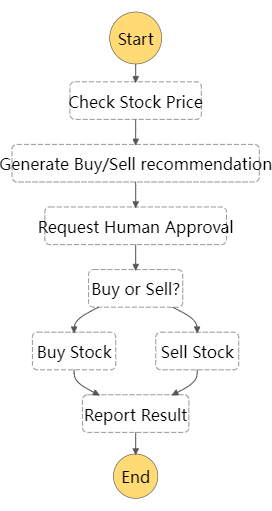 Start
Check Stock Price
Generate Buy/Sell recommendation
Request Human Approval
Buy or Sell?
Buy Stock
Sell Stock
Report Result
End